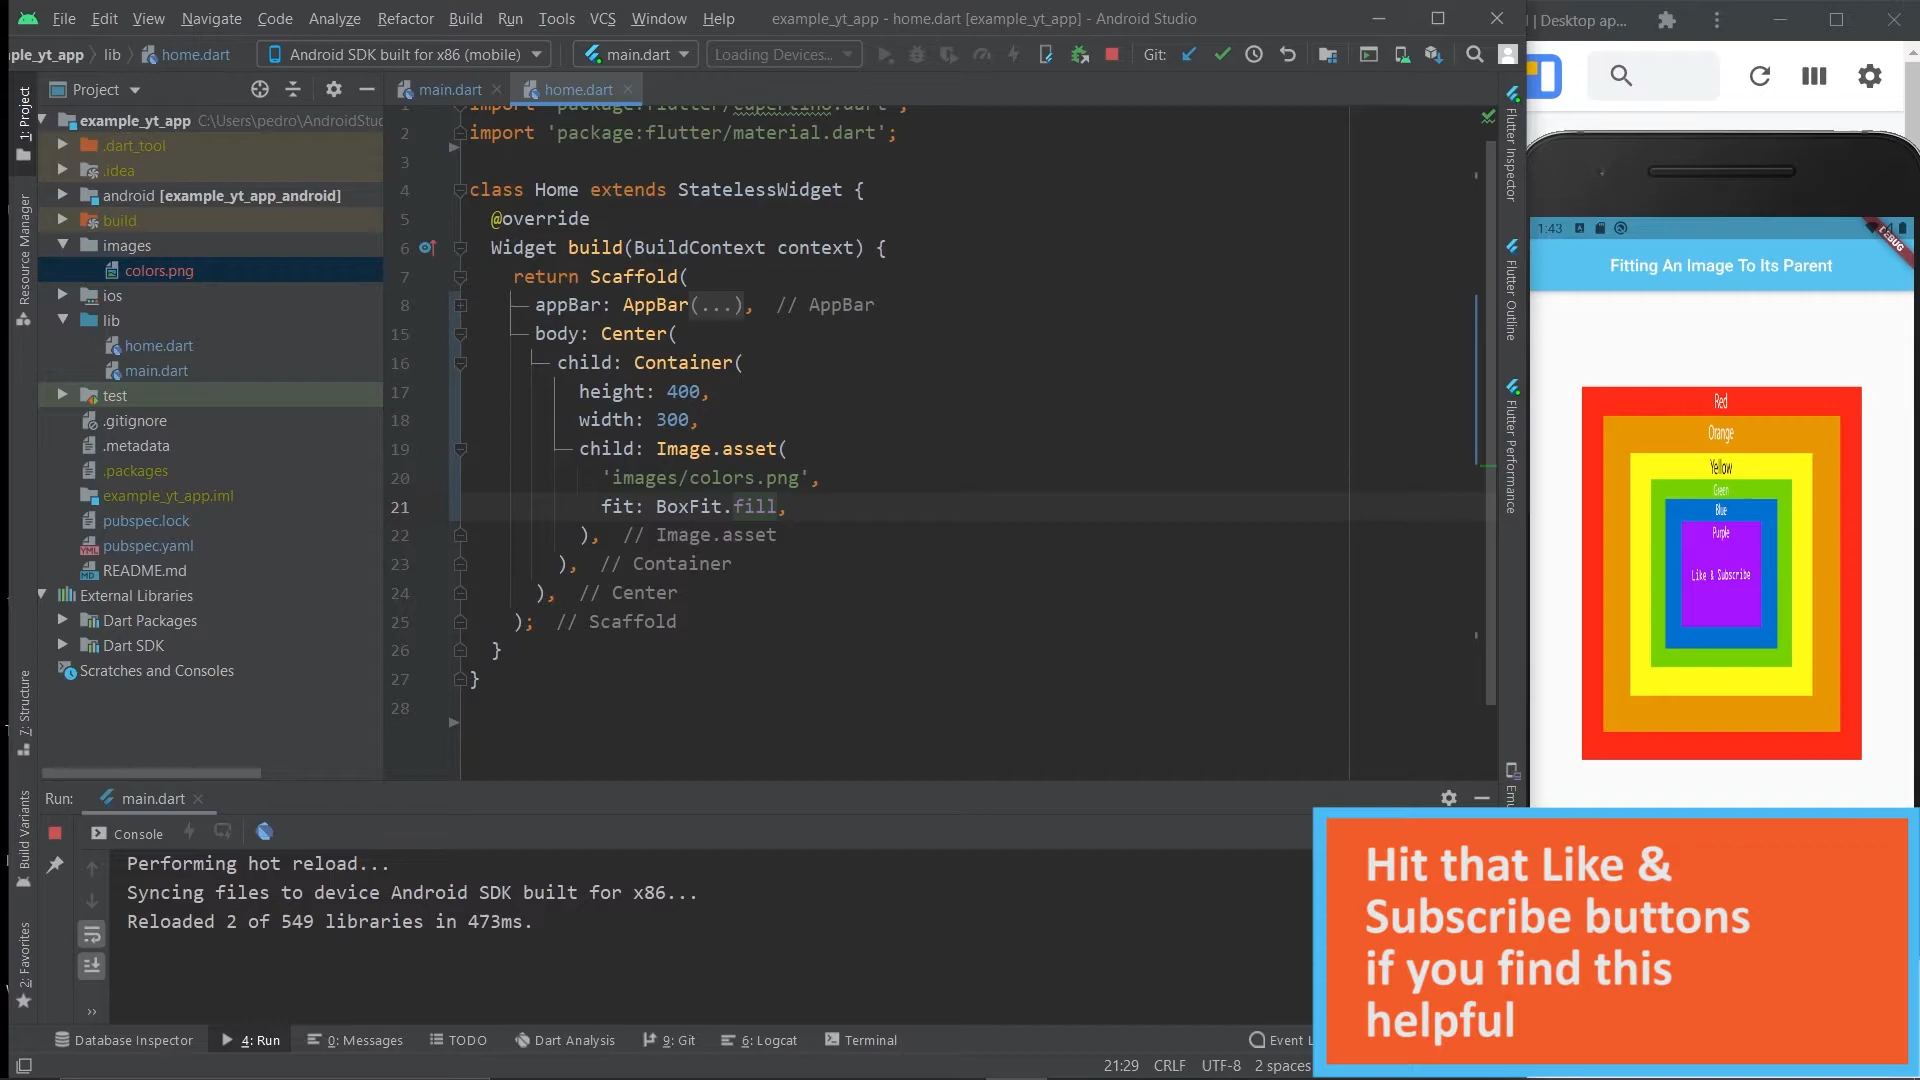 File Edit View Navigate Code Analyze Refactor Build Run Tools VCS Window Help example_yt_app - home.dart [example_yt_app] - Android Studio
| Desktop ap...
ple_yt_app lib home.dart Android SDK built for x86 (mobile) main.dart Loading Devices... Git:
Project main.dart home.dart
1: Project
Resource Manager
Z: Structure
Build Variants
2: Favorites
example_yt_app C:\Users\pedro\AndroidStuc
.dart_tool
.idea
android [example_yt_app_android]
build
images
colors.png
ios
lib
home.dart
main.dart
test
.gitignore
.metadata
.packages
example_yt_app.iml
pubspec.lock
pubspec.yaml
README.md
External Libraries
Dart Packages
Dart SDK
Scratches and Consoles
1 import 'package:flutter/cupertino.dart';
2 import 'package:flutter/material.dart';
3
4 class Home extends StatelessWidget {
5 @override
6 Widget build(BuildContext context) {
7 return Scaffold(
8 appBar: AppBar(...), // AppBar
15 body: Center(
16 child: Container(
17 height: 400,
18 width: 300,
19 child: Image.asset(
20 'images/colors.png',
21 fit: BoxFit.fill,
22 ), // Image.asset
23 ), // Container
24 ), // Center
25 ); // Scaffold
26 }
27 }
28
Flutter Inspector
Flutter Outline
Flutter Performance
Emu
1:43
DEBUG
Fitting An Image To Its Parent
Red
Orange
Yellow
Green
Blue
Purple
Like & Subscribe
Run: main.dart
Console
Performing hot reload...
Syncing files to device Android SDK built for x86...
Reloaded 2 of 549 libraries in 473ms.
Hit that Like &
Subscribe buttons
if you find this
helpful
Database Inspector 4: Run 0: Messages TODO Dart Analysis 9: Git 6: Logcat Terminal Event L
21:29 CRLF UTF-8 2 spaces